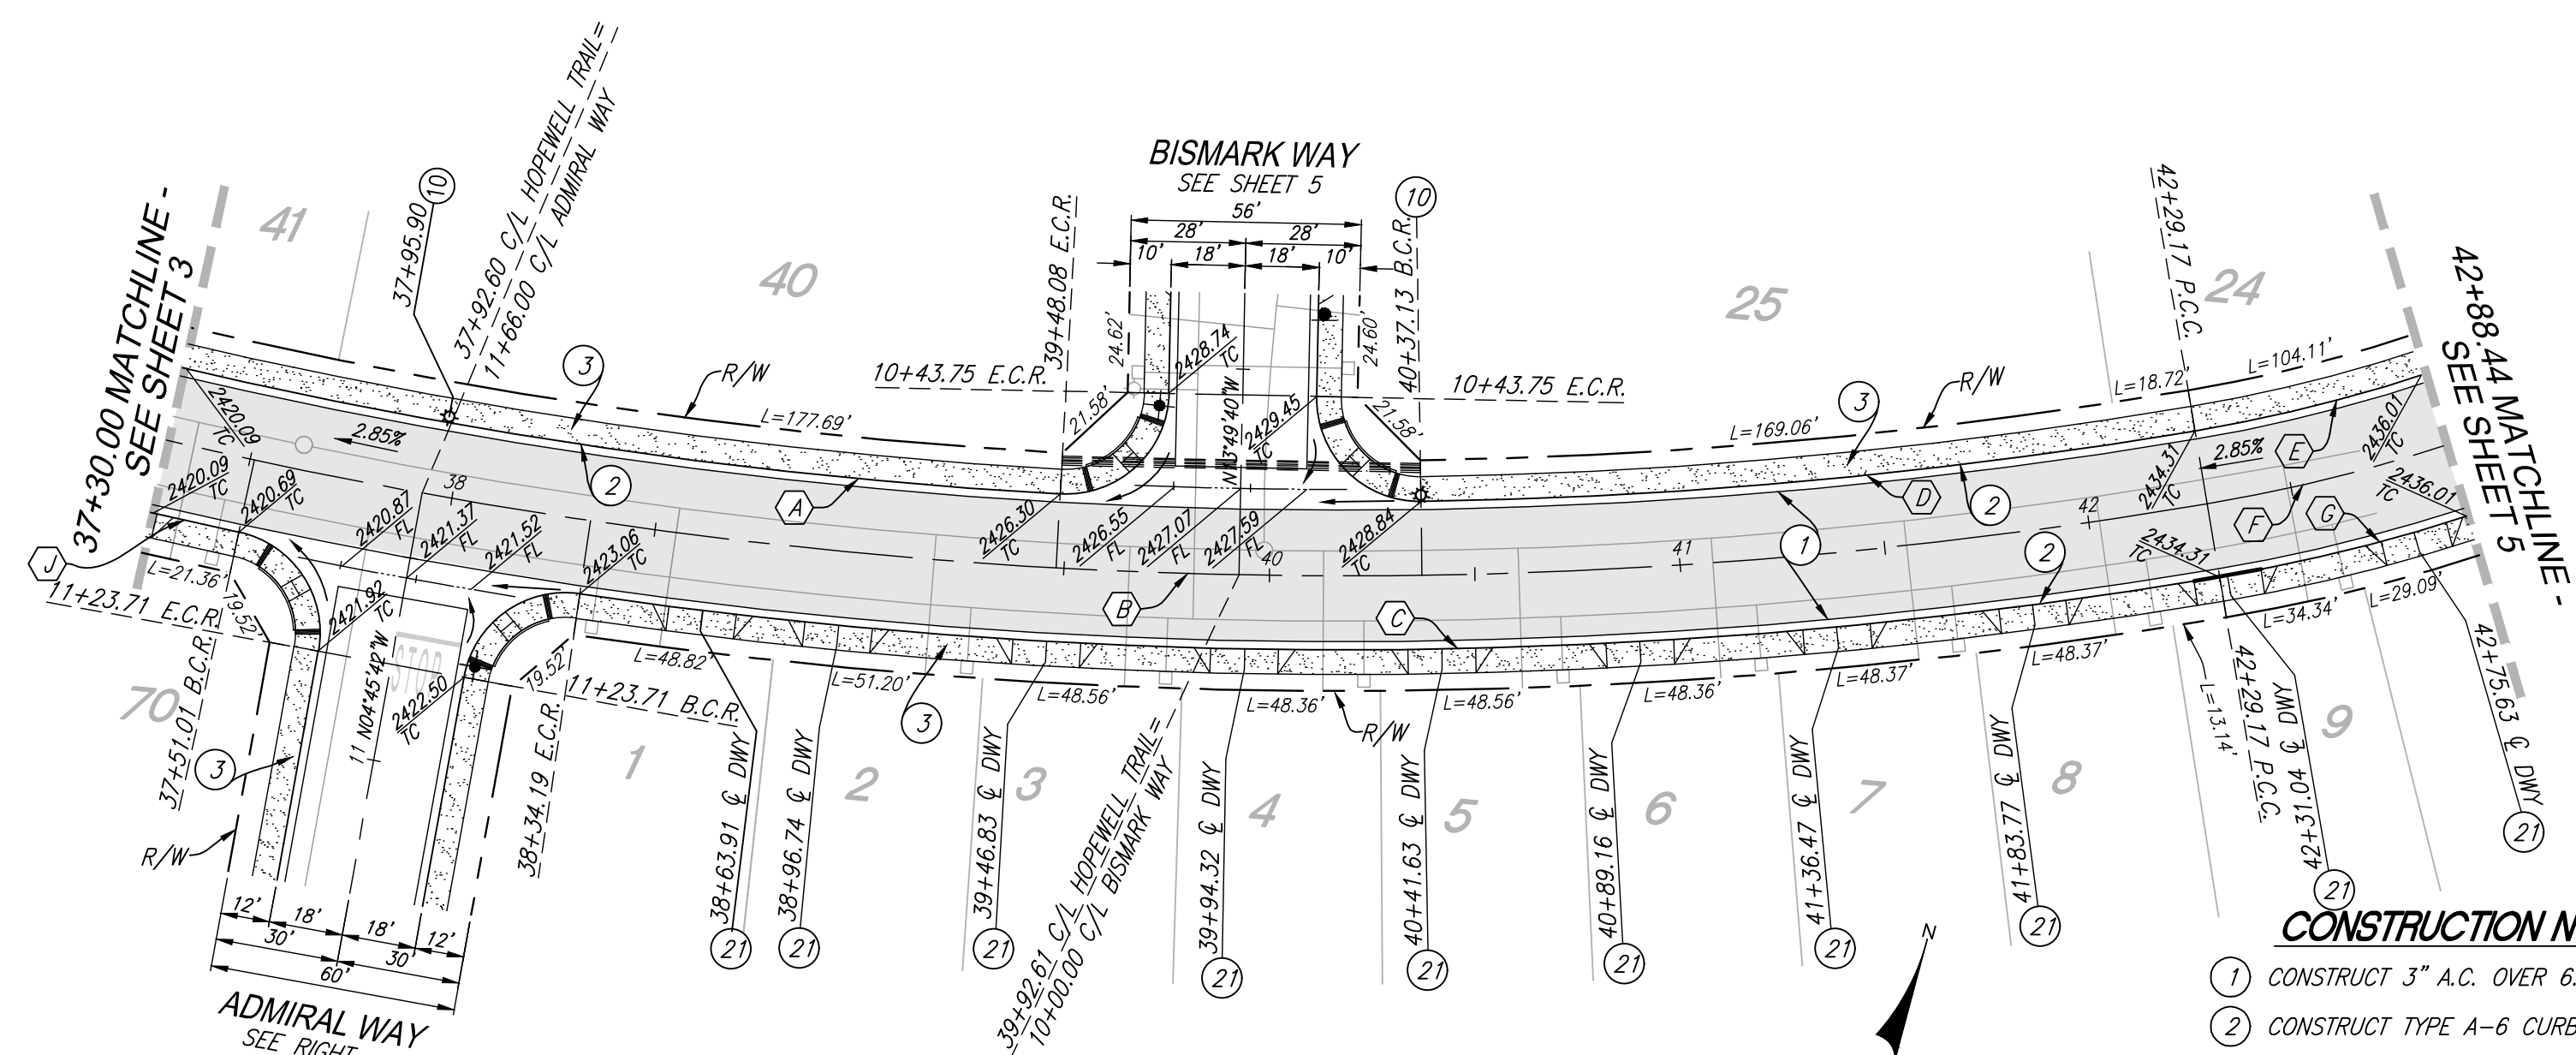 37+30.00 MATCHLINE -
SEE SHEET 3
41
37+95.90
10
37+92.60 C/L HOPEWELL TRAIL=
11+66.00 C/L ADMIRAL WAY
40
BISMARK WAY
SEE SHEET 5
56'
28'
28'
10'
18'
18'
10'
39+48.08 E.C.R.
40+37.13 B.C.R.
10
24.62'
24.60'
10+43.75 E.C.R.
10+43.75 E.C.R.
21.58'
21.58'
2428.74
TC
N 13°49'40"W
2429.45
TC
25
42+29.17 P.C.C.
24
42+88.44 MATCHLINE -
SEE SHEET 5
3
R/W
L=177.69'
L=169.06'
3
R/W
L=18.72'
L=104.11'
2420.09
TC
2.85%
38
2
A
D
2
2434.31
TC
2.85%
E
2436.01
TC
2420.09
TC
2420.69
TC
2420.87
FL
2421.37
FL
2421.52
FL
2423.06
TC
2426.30
TC
2426.55
FL
2427.07
FL
2427.59
FL
2428.84
TC
40
41
42
1
2
F
G
2436.01
TC
2434.31
TC
J
L=21.36'
11+23.71 E.C.R.
19.52'
2421.92
TC
B
C
STOP
70
37+51.01 B.C.R.
11
N04°45'42"W
2422.50
TC
19.52'
11+23.71 B.C.R.
L=48.82'
L=51.20'
L=48.56'
L=48.36'
L=48.56'
L=48.36'
L=48.37'
L=48.37'
L=13.14'
L=34.34'
L=29.09'
3
3
R/W
R/W
38+34.19 E.C.R.
1
2
3
4
5
6
7
8
9
38+63.91 ℄ DWY
21
38+96.74 ℄ DWY
21
39+46.83 ℄ DWY
21
39+92.61 C/L HOPEWELL TRAIL=
10+00.00 C/L BISMARK WAY
39+94.32 ℄ DWY
21
40+41.63 ℄ DWY
21
40+89.16 ℄ DWY
21
41+36.47 ℄ DWY
21
41+83.77 ℄ DWY
21
42+29.17 P.C.C.
42+31.04 ℄ DWY
21
42+75.63 ℄ DWY
21
12'
18'
18'
12'
30'
30'
60'
ADMIRAL WAY
SEE RIGHT
N
CONSTRUCTION N
1 CONSTRUCT 3" A.C. OVER 6.
2 CONSTRUCT TYPE A-6 CURB